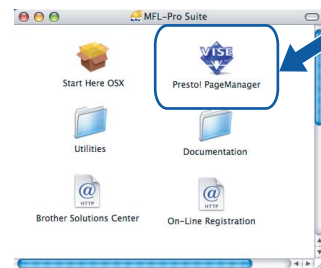 MFL-Pro Suite
VISE
Start Here OSX
Presto! PageManager
Utilities
Documentation
@
HTTP
@
HTTP
Brother Solutions Center
On-Line Registration